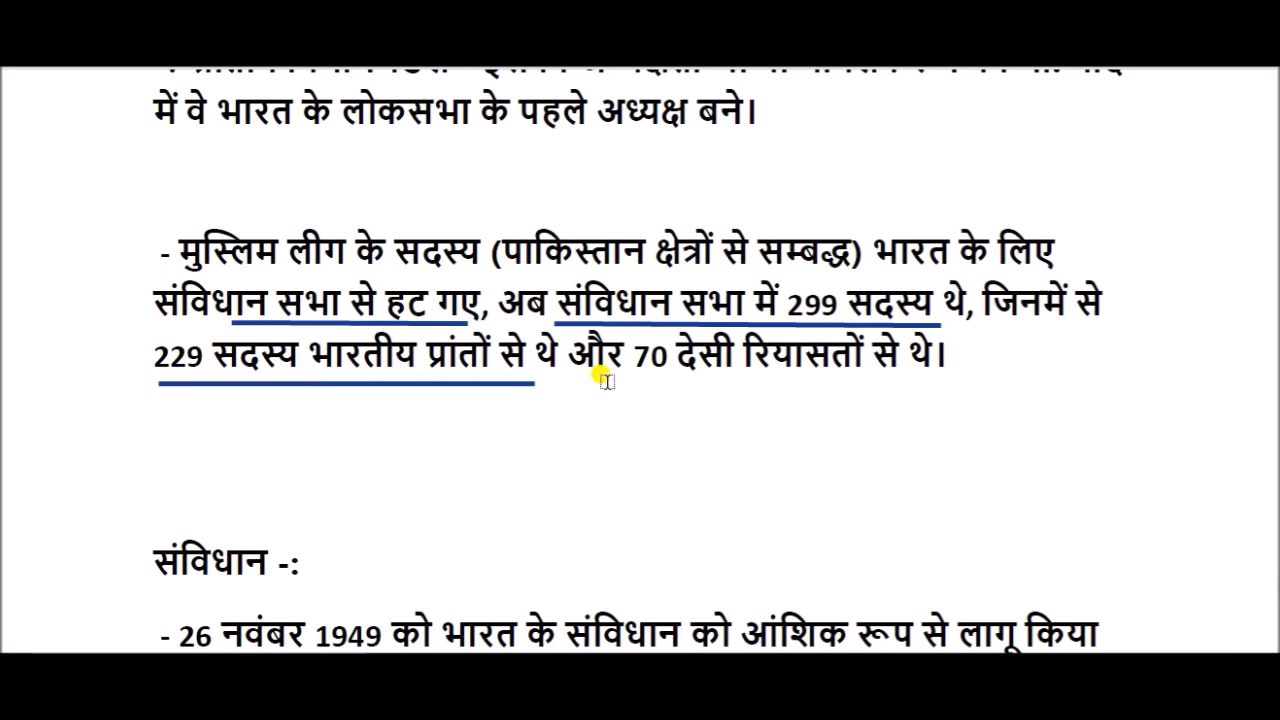 में वे भारत के लोकसभा के पहले अध्यक्ष बने।
- मुस्लिम लीग के सदस्य (पाकिस्तान क्षेत्रों से सम्बद्ध) भारत के लिए
संविधान सभा से हट गए, अब संविधान सभा में 299 सदस्य थे, जिनमें से
229 सदस्य भारतीय प्रांतों से थे और 70 देसी रियासतों से थे।
संविधान -:
- 26 नवंबर 1949 को भारत के संविधान को आंशिक रूप से लागू किया